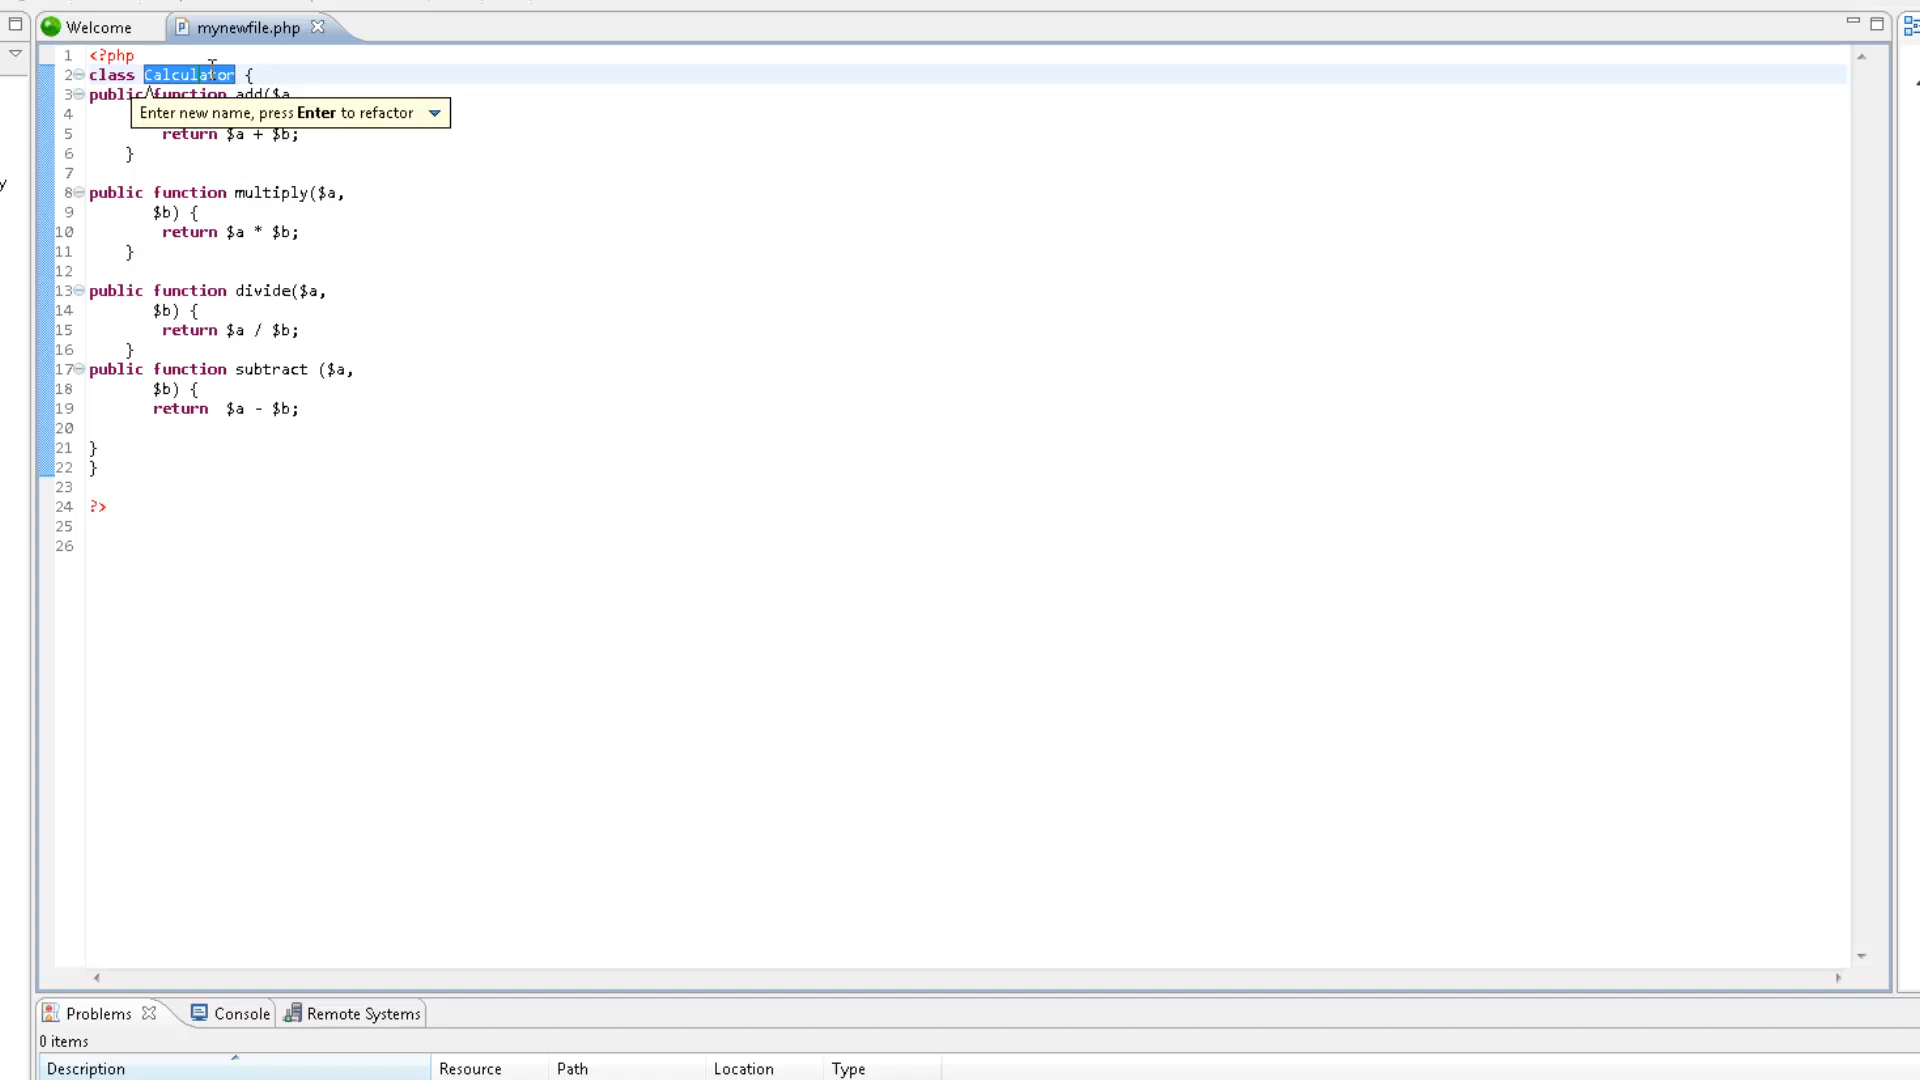 Welcome
mynewfile.php
1 <?php
2 class Calculator {
3 public function add($a,
4
Enter new name, press Enter to refactor
5 return $a + $b;
6 }
7
8 public function multiply($a,
9 $b) {
10 return $a * $b;
11 }
12
13 public function divide($a,
14 $b) {
15 return $a / $b;
16 }
17 public function subtract ($a,
18 $b) {
19 return $a - $b;
20
21 }
22 }
23
24 ?>
25
26
y
Problems Console Remote Systems
0 items
Description Resource Path Location Type